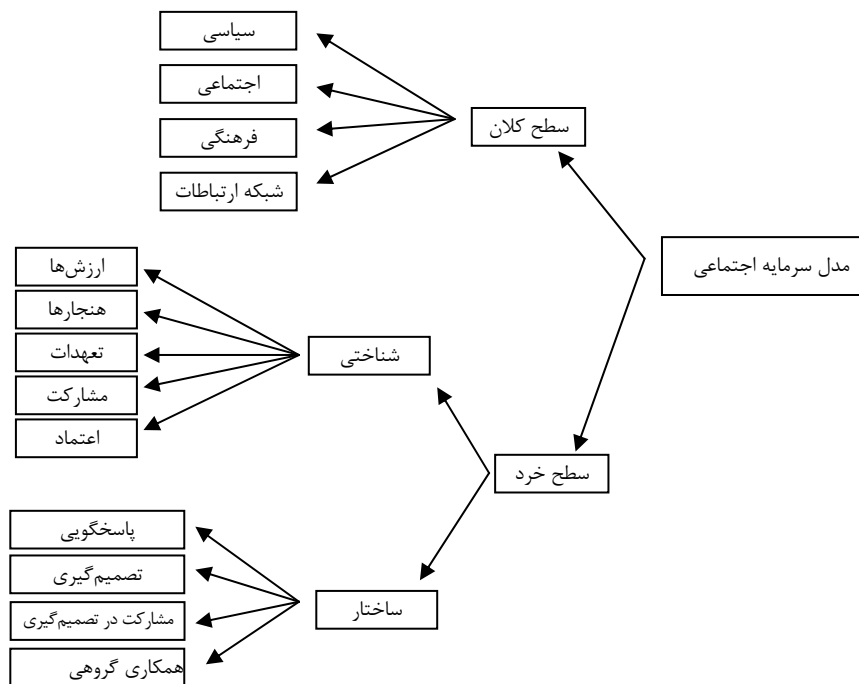 مدل سرمایه اجتماعی
سطح کلان
سیاسی
اجتماعی
فرهنگی
شبکه ارتباطات
سطح خرد
شناختی
ارزش‌ها
هنجارها
تعهدات
مشارکت
اعتماد
ساختار
پاسخگویی
تصمیم‌گیری
مشارکت در تصمیم‌گیری
همکاری گروهی